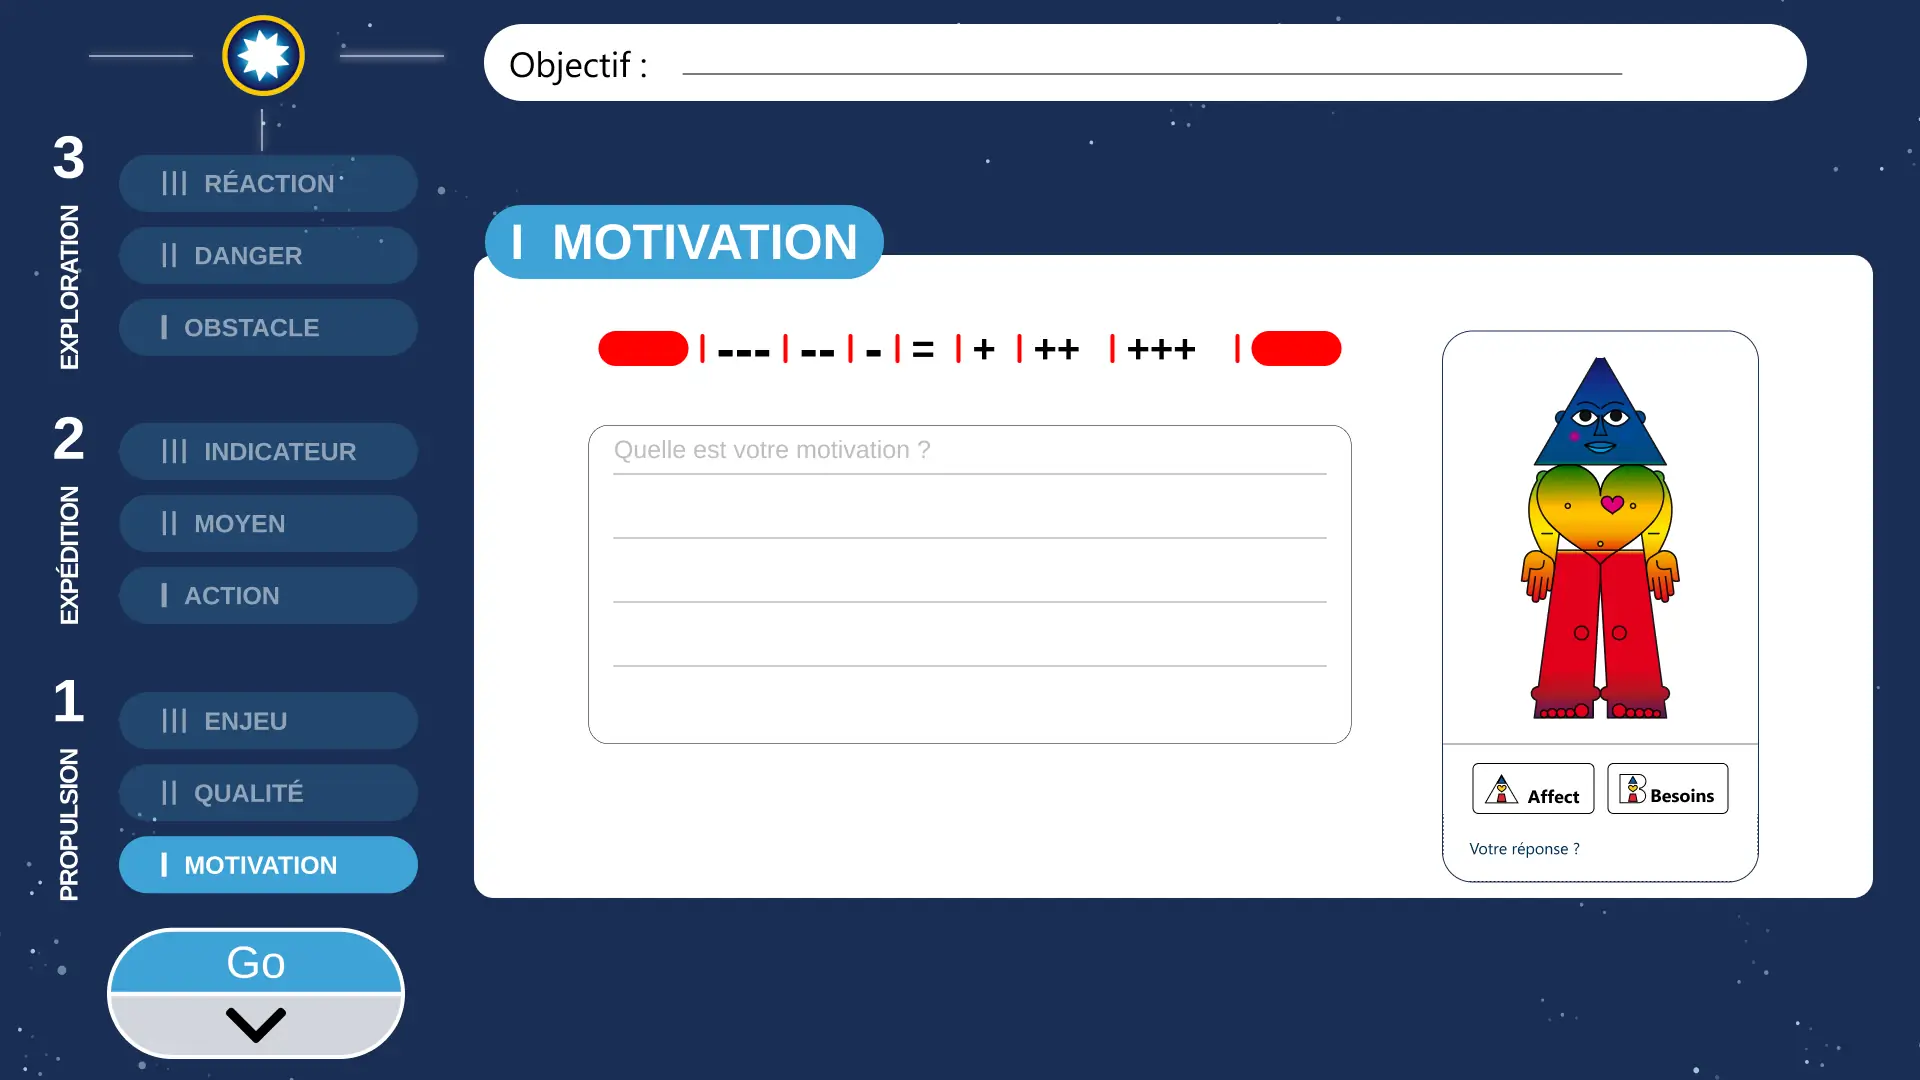 Objectif :
3
EXPLORATION
||| RÉACTION
|| DANGER
| OBSTACLE
2
EXPÉDITION
||| INDICATEUR
|| MOYEN
| ACTION
1
PROPULSION
||| ENJEU
|| QUALITÉ
| MOTIVATION
Go
I MOTIVATION
| --- | -- | - | = | + | ++ | +++ |
Quelle est votre motivation ?
A Affect
B Besoins
Votre réponse ?